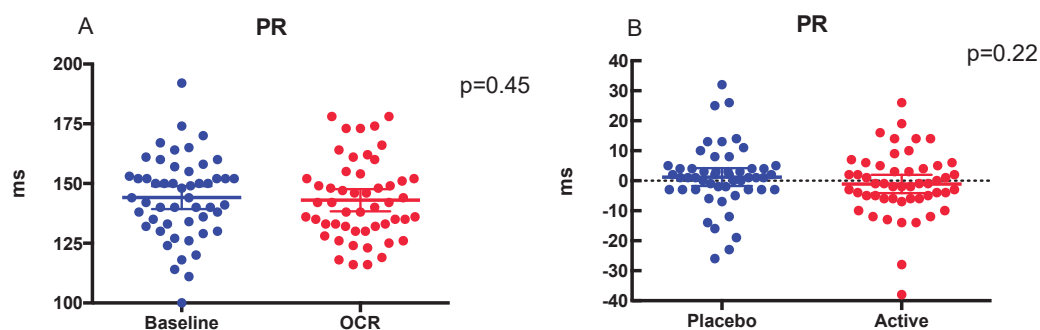 A
PR
p=0.45
ms
200
175
150
125
100
Baseline
OCR
B
PR
p=0.22
ms
40
30
20
10
0
-10
-20
-30
-40
Placebo
Active